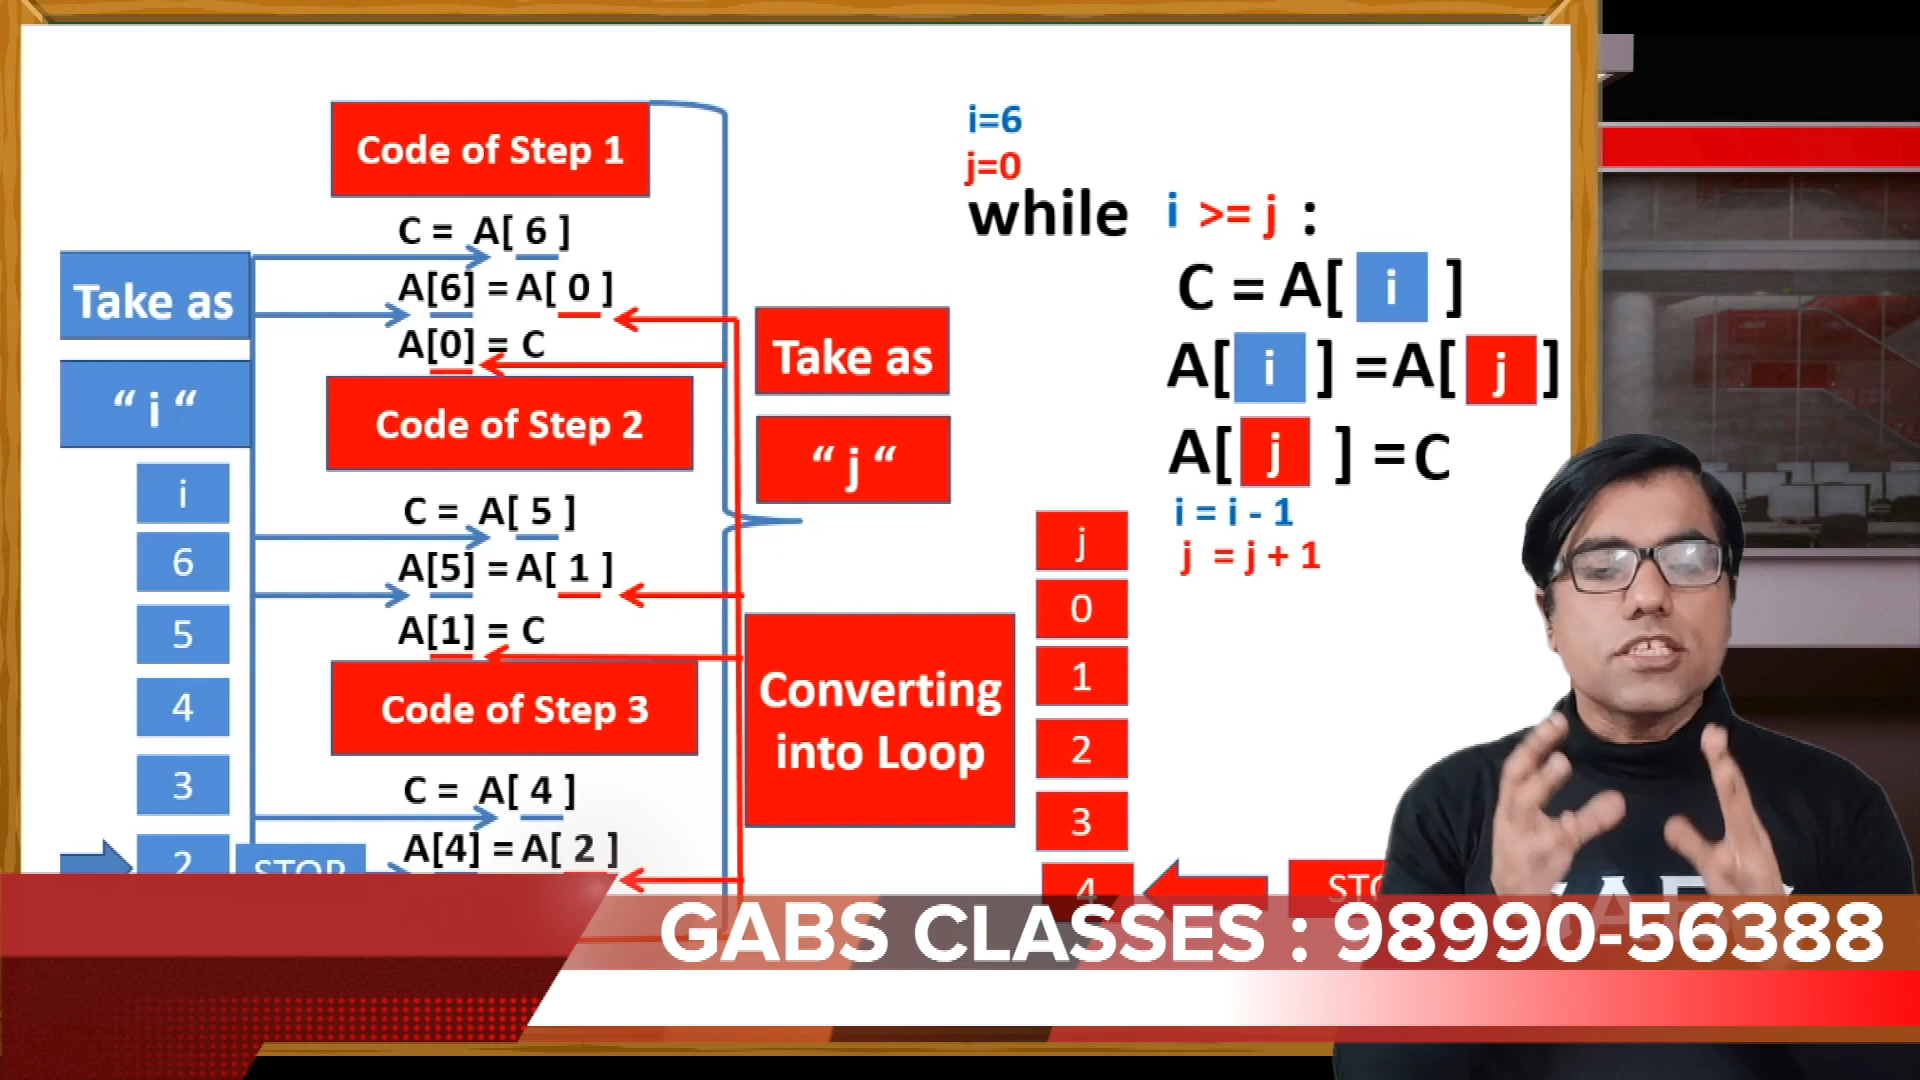 Code of Step 1
C = A[ 6 ]
A[6] = A[ 0 ]
A[0] = C
Take as
“ i “
Code of Step 2
C = A[ 5 ]
A[5] = A[ 1 ]
A[1] = C
Code of Step 3
C = A[ 4 ]
A[4] = A[ 2 ]
i
6
5
4
3
2
STOP
Take as
“ j “
Converting
into Loop
i=6
j=0
while i >= j :
C = A[ i ]
A[ i ] =A[ j ]
A[ j ] =C
i = i - 1
j = j + 1
j
0
1
2
3
4
GABS CLASSES : 98990-56388